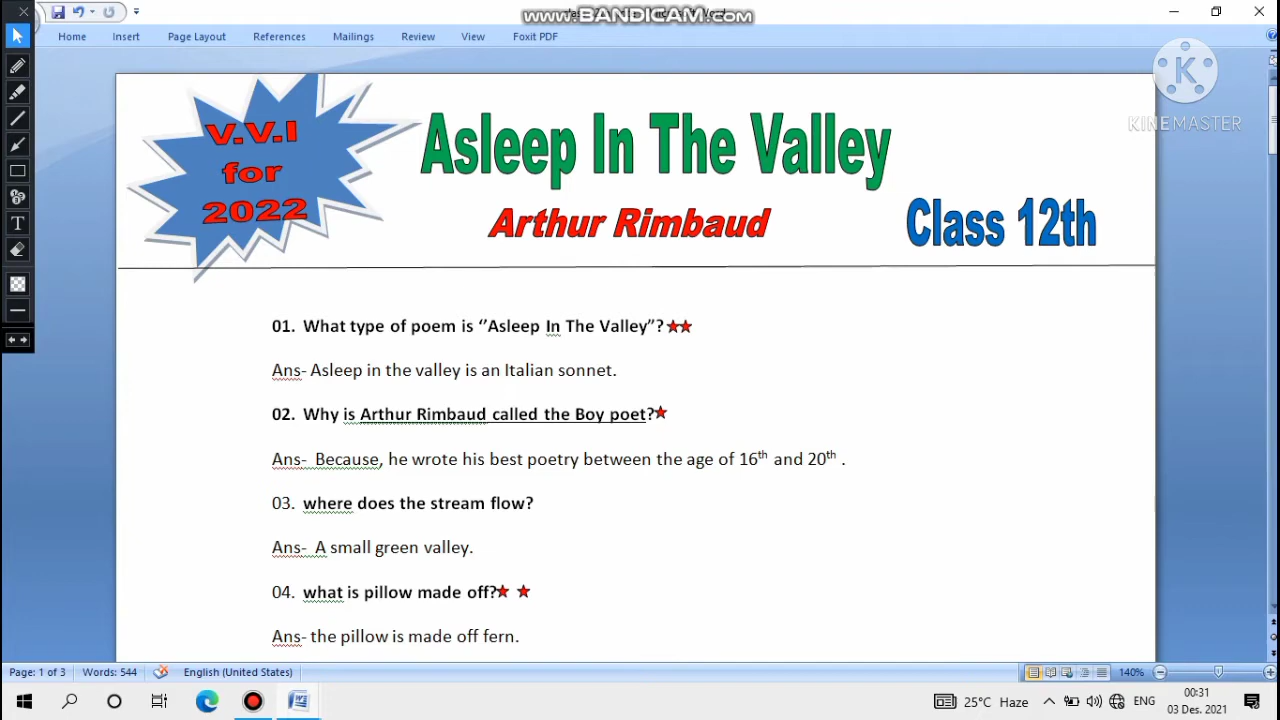 www.BANDICAM.com
Home Insert Page Layout References Mailings Review View Foxit PDF
V.V.I
for
2022
Asleep In The Valley
Arthur Rimbaud
Class 12th
K
KINEMASTER
01. What type of poem is ‘’Asleep In The Valley”?
Ans- Asleep in the valley is an Italian sonnet.
02. Why is Arthur Rimbaud called the Boy poet?
Ans- Because, he wrote his best poetry between the age of 16th and 20th .
03. where does the stream flow?
Ans- A small green valley.
04. what is pillow made off?
Ans- the pillow is made off fern.
Page: 1 of 3 Words: 544 English (United States) 140%
25°C Haze ENG 00:31
03 Dec. 2021